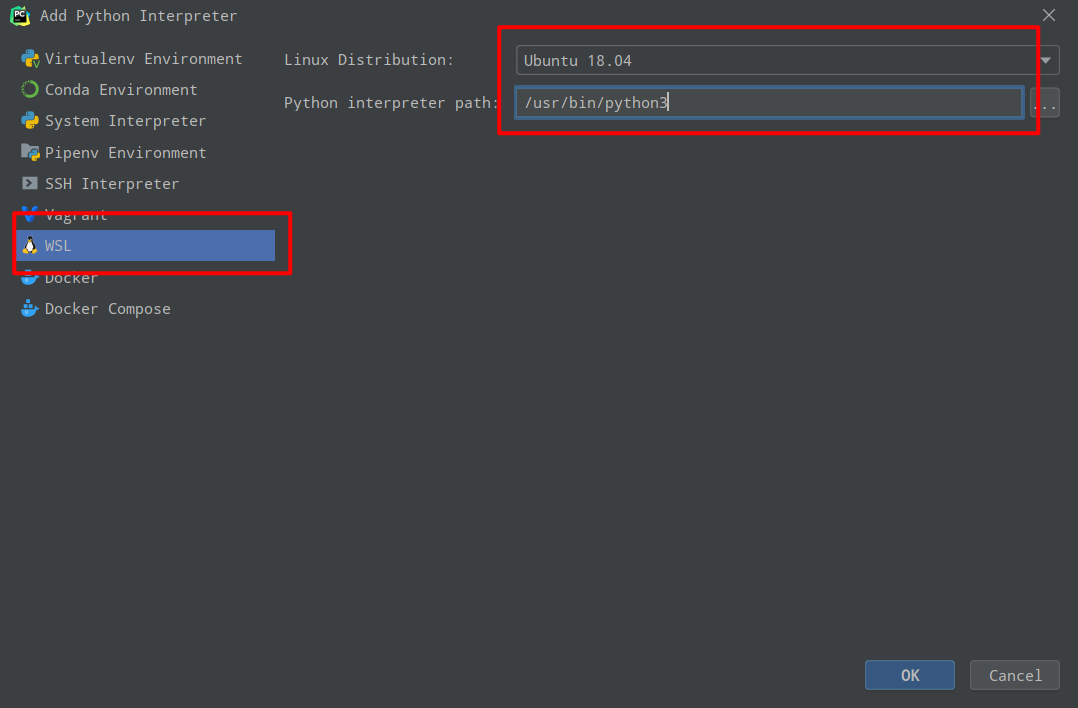 Add Python Interpreter
Virtualenv Environment
Conda Environment
System Interpreter
Pipenv Environment
SSH Interpreter
Vagrant
WSL
Docker
Docker Compose
Linux Distribution: Ubuntu 18.04
Python interpreter path: /usr/bin/python3 ...
OK Cancel